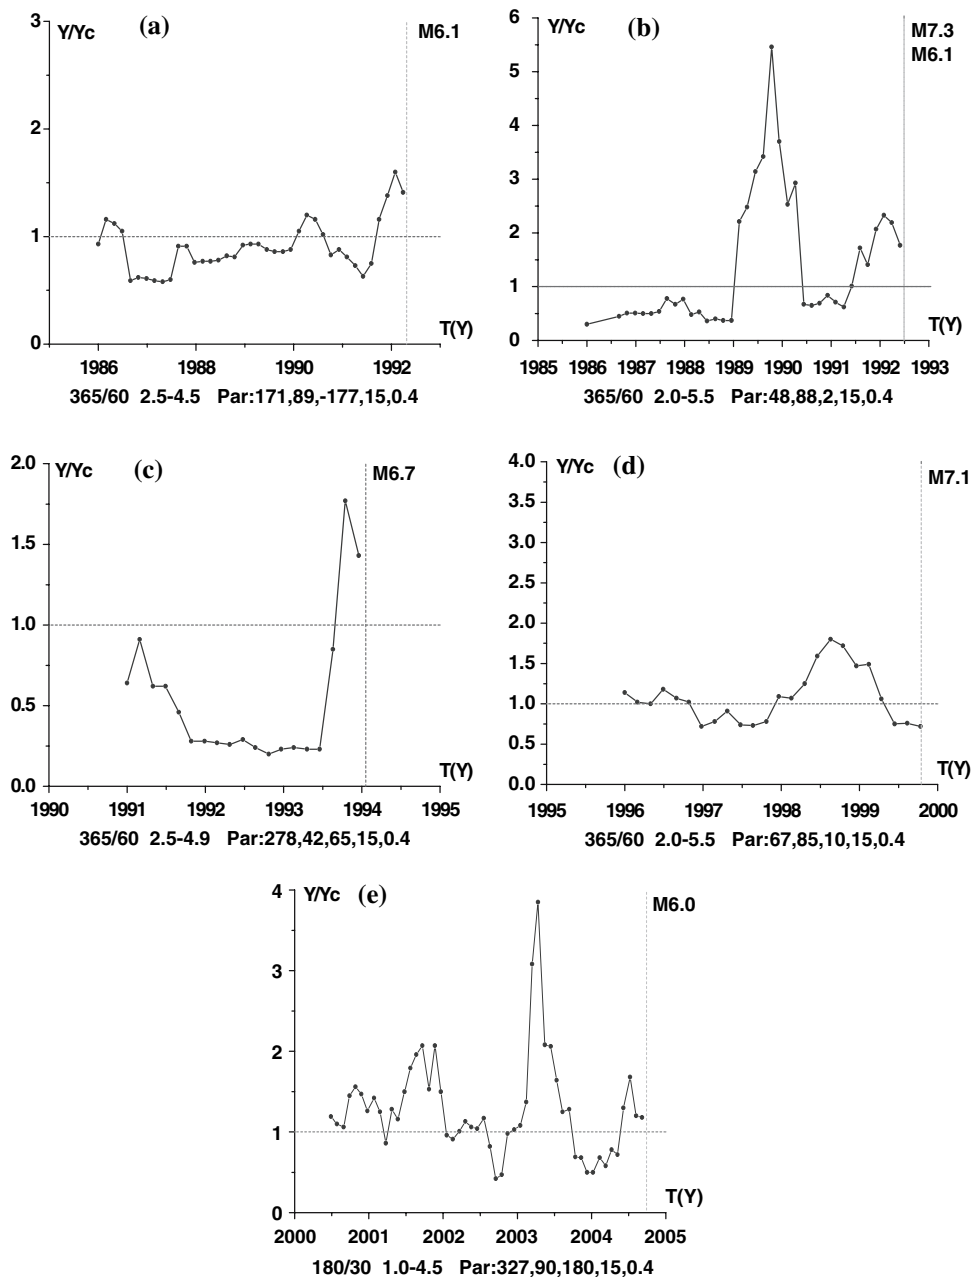 (a)
Y/Yc
M6.1
3
2
1
0
T(Y)
1986 1988 1990 1992
365/60 2.5-4.5 Par:171,89,-177,15,0.4
(b)
Y/Yc
M7.3
M6.1
6
5
4
3
2
1
0
T(Y)
1985 1986 1987 1988 1989 1990 1991 1992 1993
365/60 2.0-5.5 Par:48,88,2,15,0.4
(c)
Y/Yc
M6.7
2.0
1.5
1.0
0.5
0.0
T(Y)
1990 1991 1992 1993 1994 1995
365/60 2.5-4.9 Par:278,42,65,15,0.4
(d)
Y/Yc
M7.1
4.0
3.5
3.0
2.5
2.0
1.5
1.0
0.5
0.0
T(Y)
1995 1996 1997 1998 1999 2000
365/60 2.0-5.5 Par:67,85,10,15,0.4
(e)
Y/Yc
M6.0
4
3
2
1
0
T(Y)
2000 2001 2002 2003 2004 2005
180/30 1.0-4.5 Par:327,90,180,15,0.4